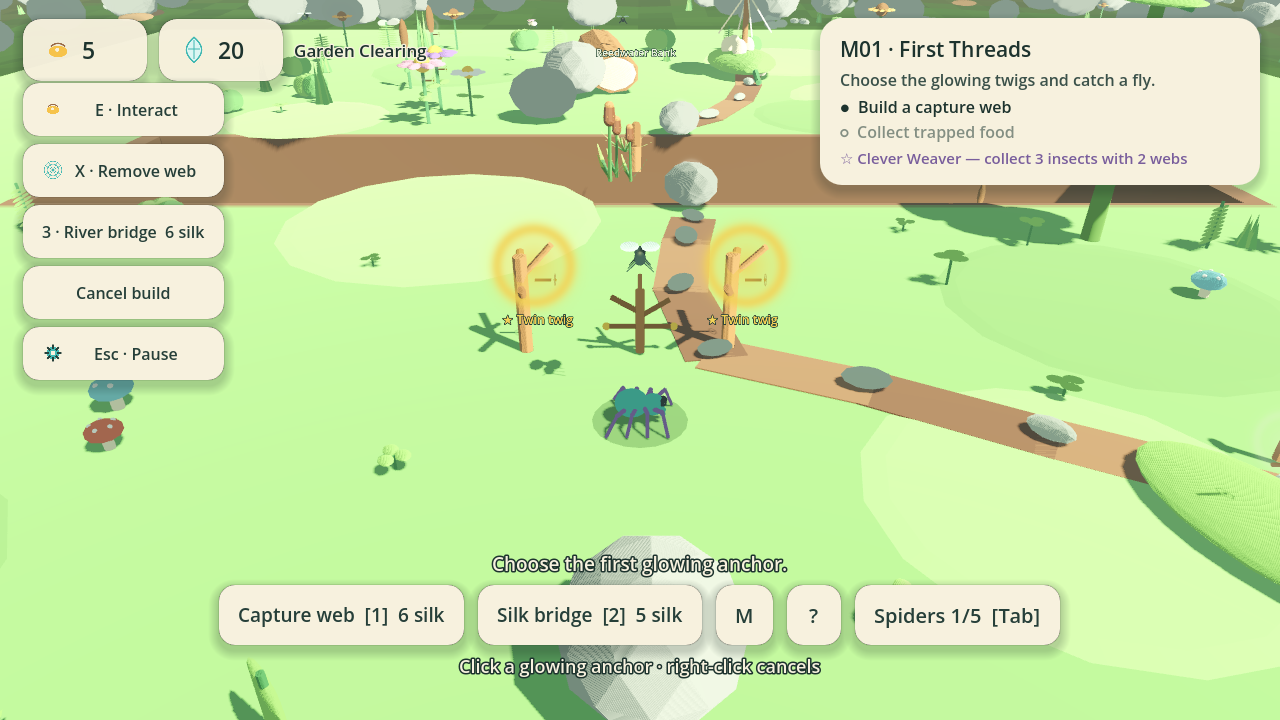 5
20
Garden Clearing
Reedwater Bank
M01 · First Threads
Choose the glowing twigs and catch a fly.
Build a capture web
Collect trapped food
☆ Clever Weaver — collect 3 insects with 2 webs
E · Interact
X · Remove web
3 · River bridge 6 silk
Cancel build
Esc · Pause
★ Twin twig
★ Twin twig
Choose the first glowing anchor.
Capture web [1] 6 silk
Silk bridge [2] 5 silk
M
?
Spiders 1/5 [Tab]
Click a glowing anchor · right-click cancels